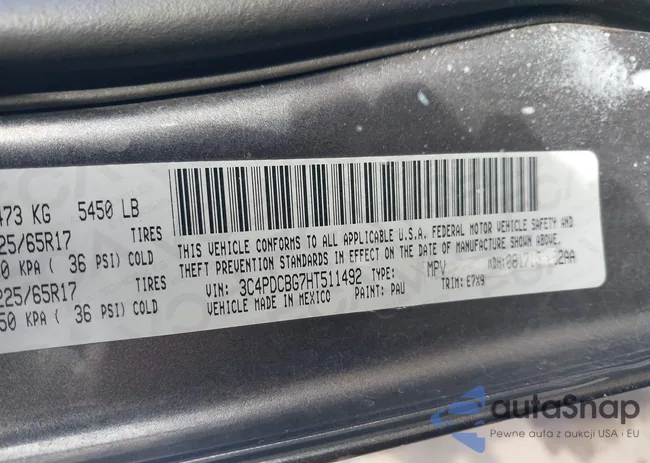 473 KG 5450 LB
225/65R17 TIRES
0 KPA ( 36 PSI) COLD
225/65R17 TIRES
50 KPA ( 36 PSI) COLD
THIS VEHICLE CONFORMS TO ALL APPLICABLE U.S.A. FEDERAL MOTOR VEHICLE SAFETY AND
THEFT PREVENTION STANDARDS IN EFFECT ON THE DATE OF MANUFACTURE SHOWN ABOVE.
VIN: 3C4PDCBG7HT511492 TYPE: MPV
VEHICLE MADE IN MEXICO PAINT: PAU TRIM: E7X9
autaSnap
Pewne auta z aukcji USA i EU